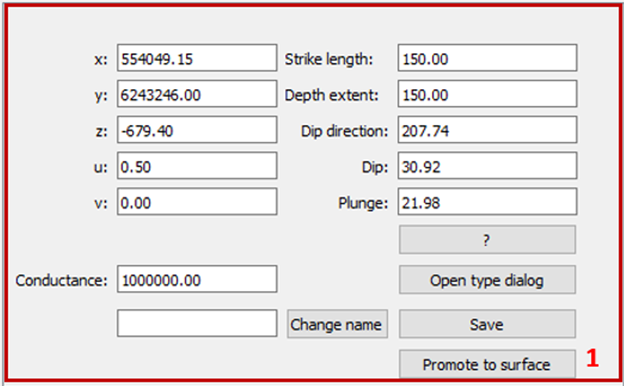 x: 554049.15 Strike length: 150.00
y: 6243246.00 Depth extent: 150.00
z: -679.40 Dip direction: 207.74
u: 0.50 Dip: 30.92
v: 0.00 Plunge: 21.98
?
Conductance: 1000000.00 Open type dialog
Change name Save
Promote to surface 1